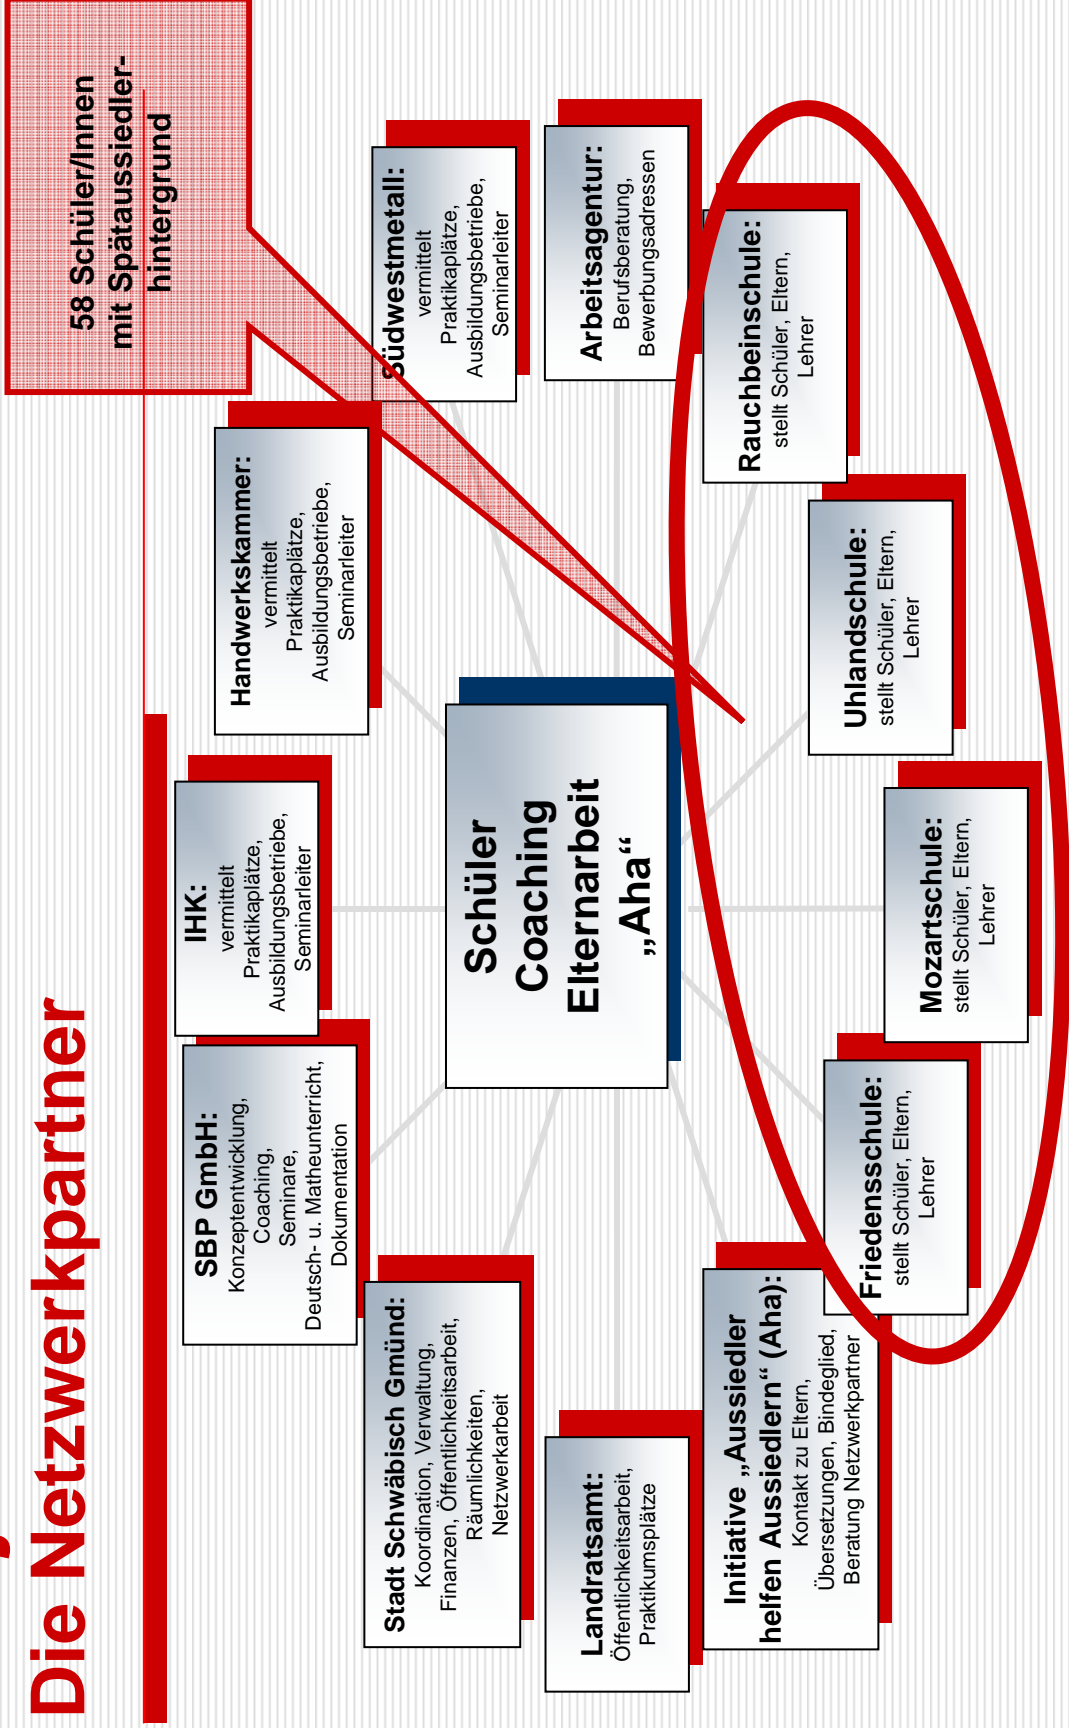 Die Netzwerkpartner
58 Schüler/Innen
mit Spätaussiedler-
hintergrund
IHK:
vermittelt
Praktikaplätze,
Ausbildungsbetriebe,
Seminarleiter
Handwerkskammer:
vermittelt
Praktikaplätze,
Ausbildungsbetriebe,
Seminarleiter
Südwestmetall:
vermittelt
Praktikaplätze,
Ausbildungsbetriebe,
Seminarleiter
Arbeitsagentur:
Berufsberatung,
Bewerbungsadressen
Rauchbeinschule:
stellt Schüler, Eltern,
Lehrer
Uhlandschule:
stellt Schüler, Eltern,
Lehrer
Mozartschule:
stellt Schüler, Eltern,
Lehrer
Friedensschule:
stellt Schüler, Eltern,
Lehrer
Initiative „Aussiedler
helfen Aussiedlern“ (Aha):
Kontakt zu Eltern,
Übersetzungen, Bindeglied,
Beratung Netzwerkpartner
Landratsamt:
Öffentlichkeitsarbeit,
Praktikumsplätze
Stadt Schwäbisch Gmünd:
Koordination, Verwaltung,
Finanzen, Öffentlichkeitsarbeit,
Räumlichkeiten,
Netzwerkarbeit
SBP GmbH:
Konzeptentwicklung,
Coaching,
Seminare,
Deutsch- u. Matheunterricht,
Dokumentation
Schüler
Coaching
Elternarbeit
„Aha“